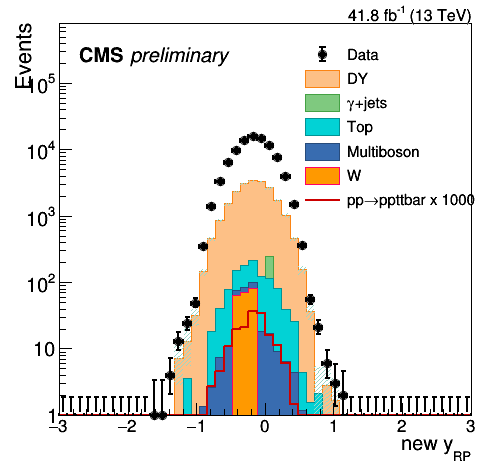 41.8 fb⁻¹ (13 TeV)
Events
CMS preliminary
Data
DY
γ+jets
Top
Multiboson
W
pp→ppttbar x 1000
10⁵
10⁴
10³
10²
10
1
−3 −2 −1 0 1 2 3
new y_RP